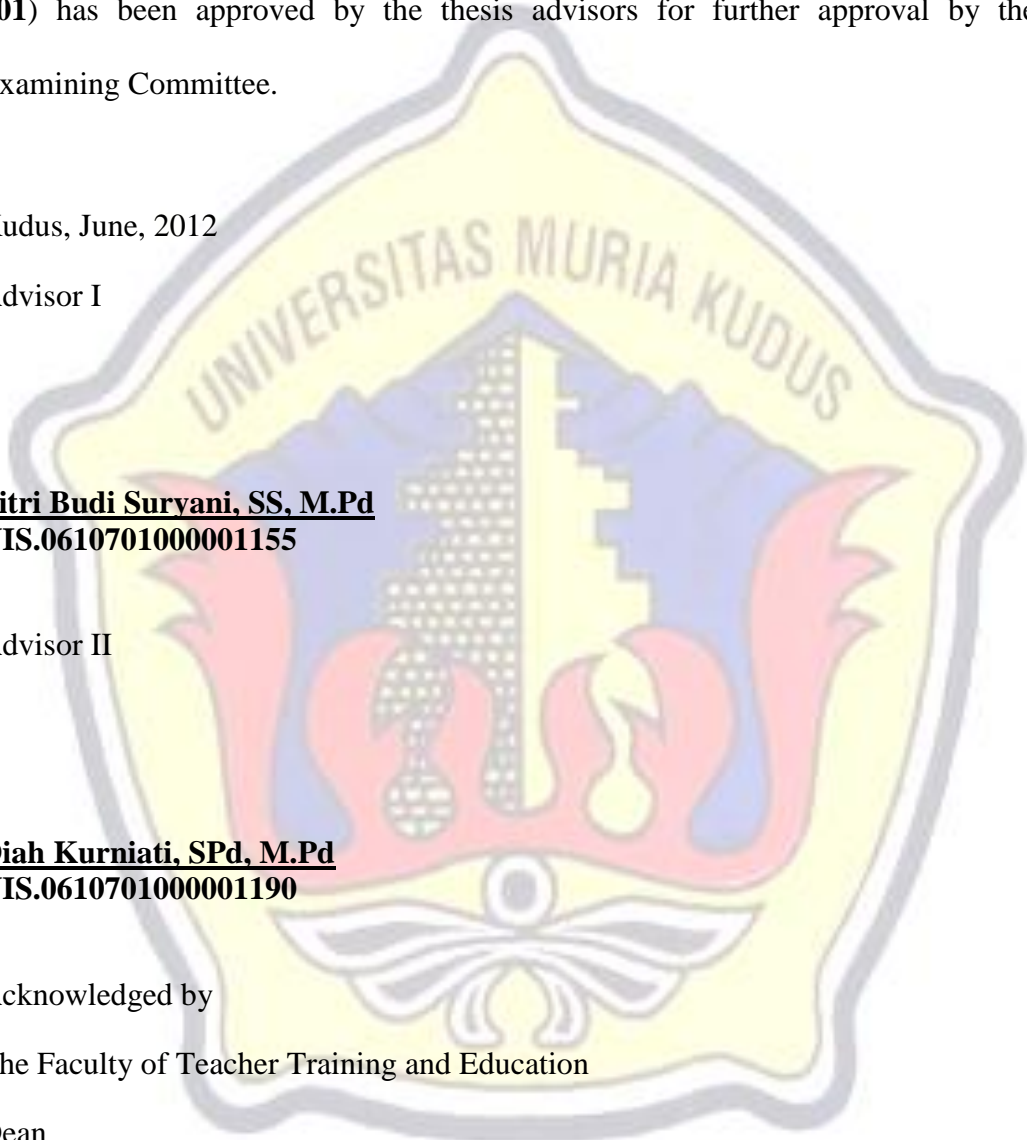 01) has been approved by the thesis advisors for further approval by the
xamining Committee.
udus, June, 2012
UNIVERSITAS MURIA KUDUS
dvisor I
itri Budi Suryani, SS, M.Pd
IS.0610701000001155
dvisor II
iah Kurniati, SPd, M.Pd
IS.0610701000001190
cknowledged by
he Faculty of Teacher Training and Education
ean